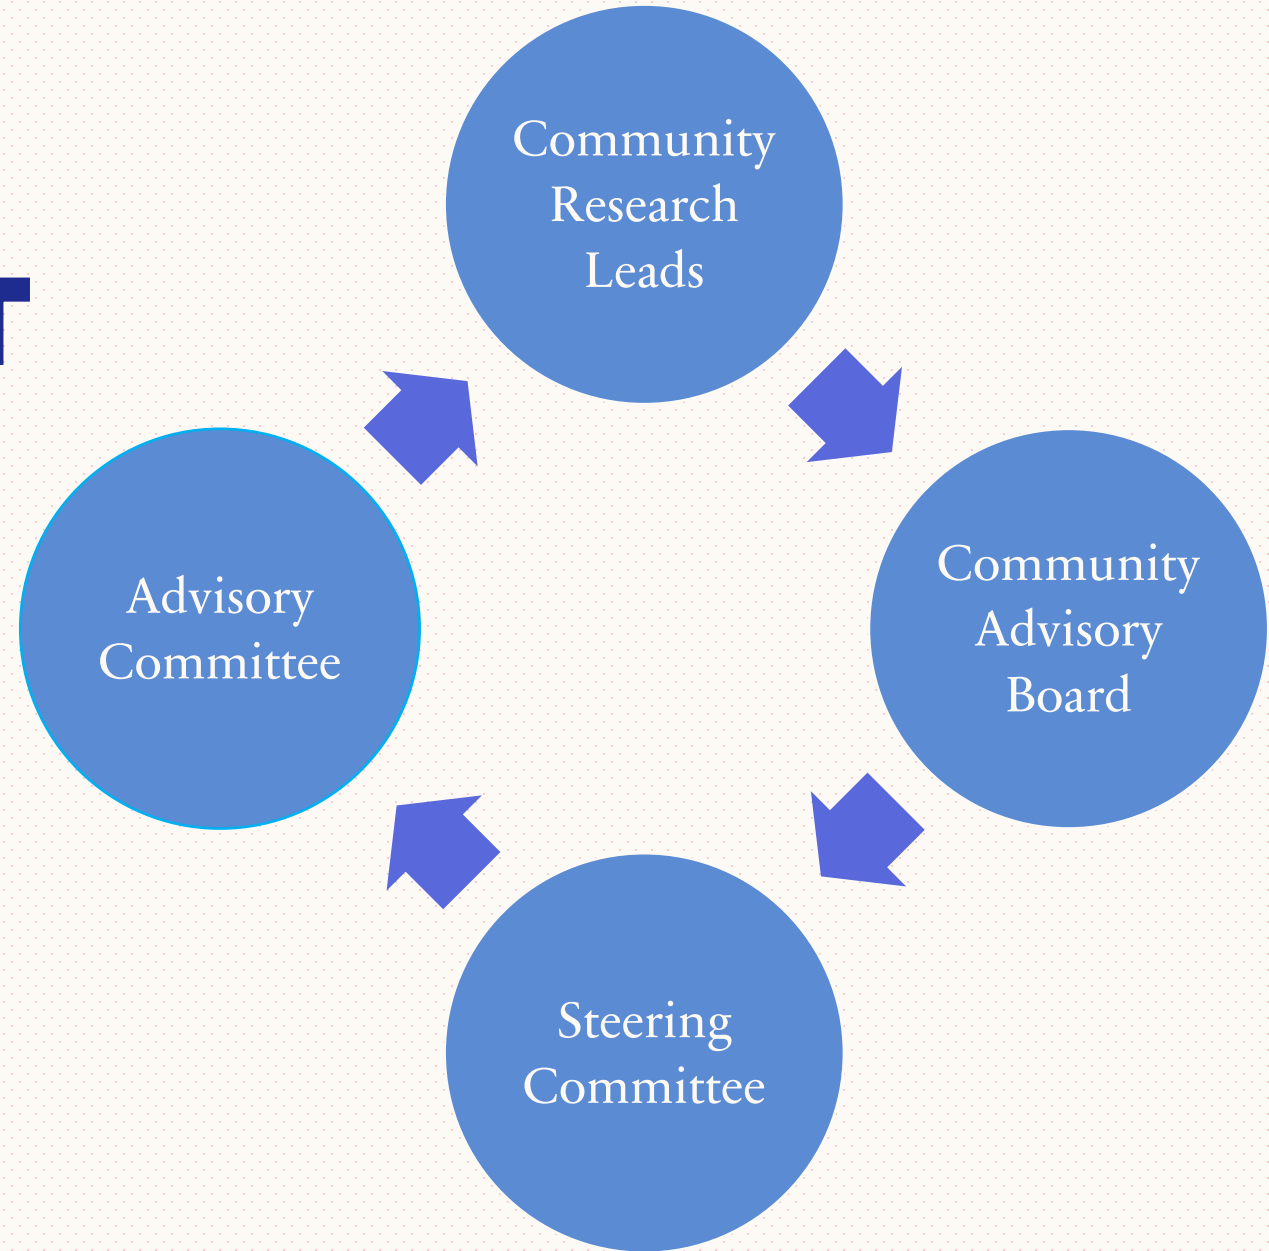 Community
Research
Leads
Community
Advisory
Board
Steering
Committee
Advisory
Committee